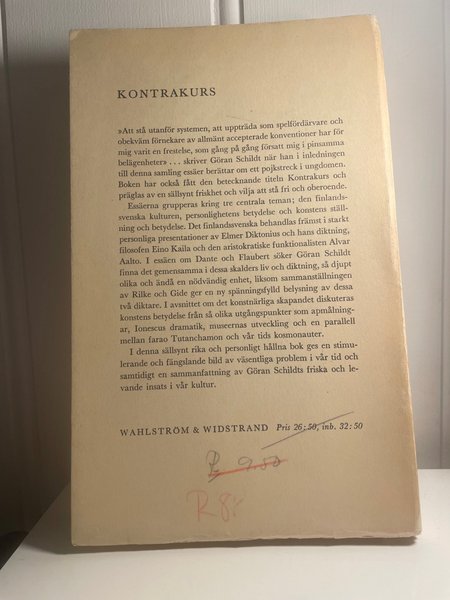 KONTRAKURS
»Att stå utanför systemen, att uppträda som spelfördärvare och
obekväm förnekare av allmänt accepterade konventioner har för
mig varit en frestelse, som gång på gång försatt mig i pinsamma
belägenheter» . . . skriver Göran Schildt när han i inledningen
till denna samling essäer berättar om ett pojkstreck i ungdomen.
Boken har också fått den betecknande titeln Kontrakurs och
präglas av en sällsynt friskhet och vilja att stå fri och oberoende.
Essäerna grupperas kring tre centrala teman; den finlands-
svenska kulturen, personlighetens betydelse och konstens ställ-
ning och betydelse. Det finlandssvenska behandlas främst i starkt
personliga presentationer av Elmer Diktonius och hans diktning,
filosofen Eino Kaila och den aristokratiske funktionalisten Alvar
Aalto. I essäen om Dante och Flaubert söker Göran Schildt
finna det gemensamma i dessa skalders liv och diktning, så djupt
olika och ändå en nödvändig enhet, liksom sammanställningen
av Rilke och Gide ger en ny spänningsfylld belysning av dessa
två diktare. I avsnittet om det konstnärliga skapandet diskuteras
konstens betydelse från så olika utgångspunkter som apmålning-
ar, Ionescus dramatik, museernas utveckling och en parallell
mellan farao Tutanchamon och vår tids kosmonauter.
I denna sällsynt rika och personligt hållna bok ges en stimu-
lerande och fängslande bild av väsentliga problem i vår tid och
samtidigt en sammanfattning av Göran Schildts friska och le-
vande insats i vår kultur.
WAHLSTRÖM & WIDSTRAND Pris 26:50, inb. 32:50
9.50
R 8:-